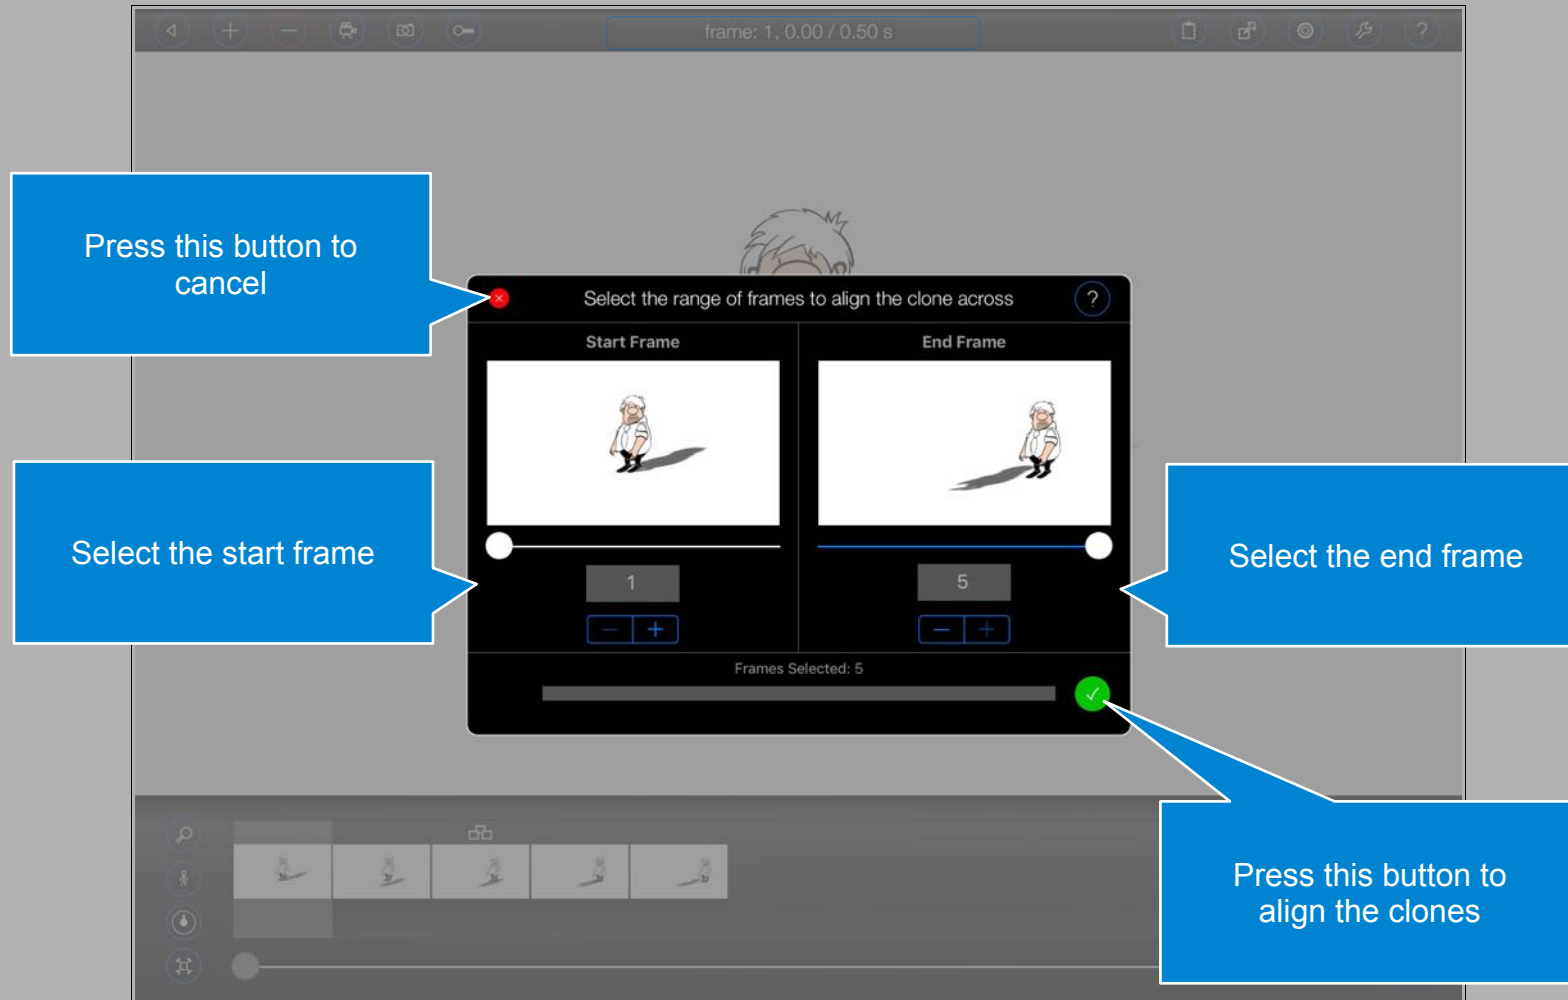 frame: 1, 0.00 / 0.50 s
?
Press this button to
cancel
Select the range of frames to align the clone across
?
Start Frame
End Frame
Select the start frame
Select the end frame
1
5
Frames Selected: 5
Press this button to
align the clones